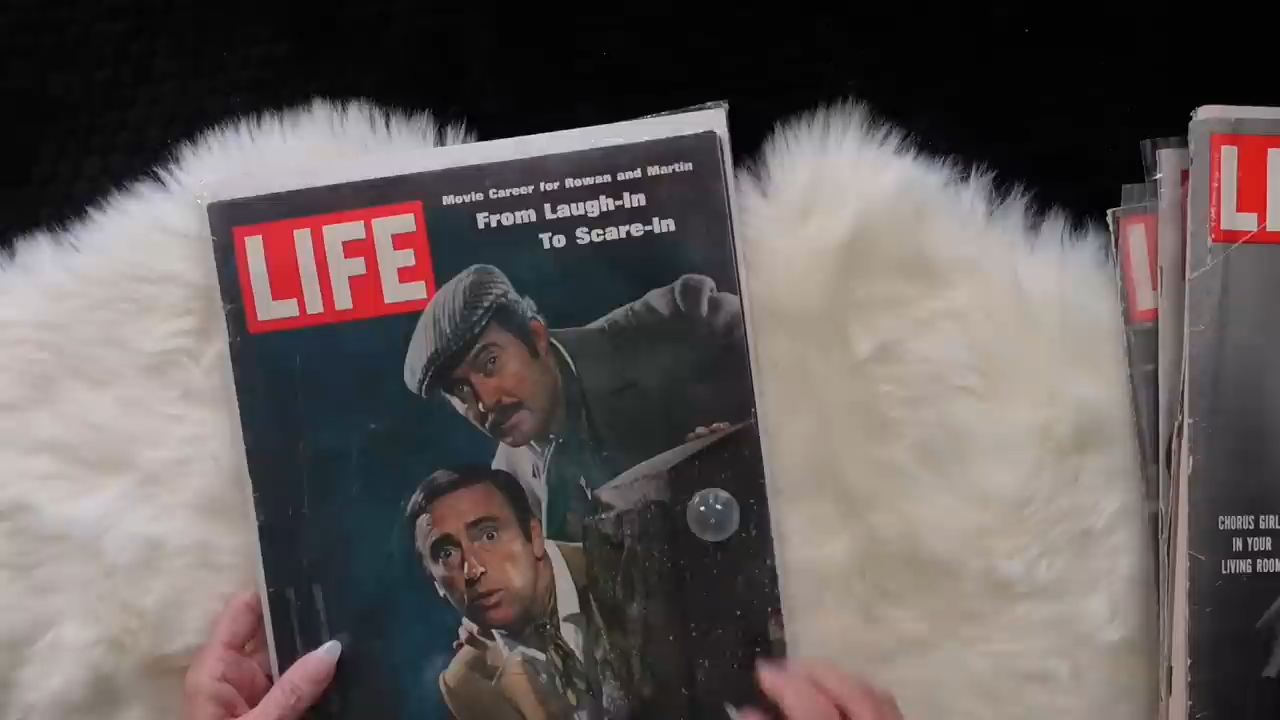 Movie Career for Rowan and Martin
From Laugh-In
To Scare-In
LIFE
L
LI
CHORUS GIRL
IN YOUR
LIVING ROOM